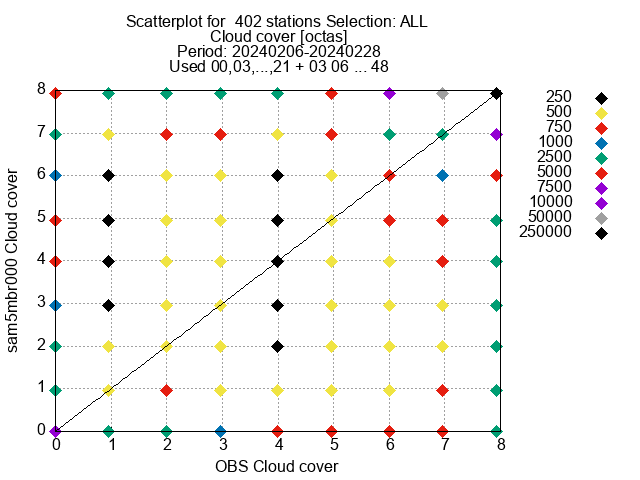 Scatterplot for  402 stations Selection: ALL
Cloud cover [octas]
Period: 20240206-20240228
Used 00,03,...,21 + 03 06 ... 48
8
7
6
5
4
3
2
1
0
sam5mbr000 Cloud cover
0 1 2 3 4 5 6 7 8
OBS Cloud cover
250
500
750
1000
2500
5000
7500
10000
50000
250000